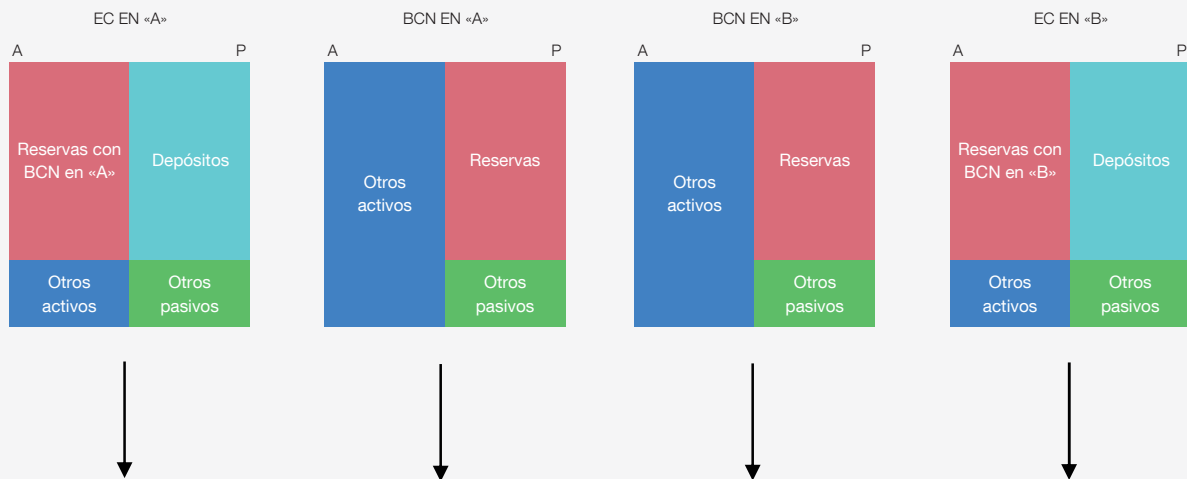 EC EN «A»
A
P
Reservas con
BCN en «A»
Depósitos
Otros
activos
Otros
pasivos
BCN EN «A»
A
P
Otros
activos
Reservas
Otros
pasivos
BCN EN «B»
A
P
Otros
activos
Reservas
Otros
pasivos
EC EN «B»
A
P
Reservas con
BCN en «B»
Depósitos
Otros
activos
Otros
pasivos